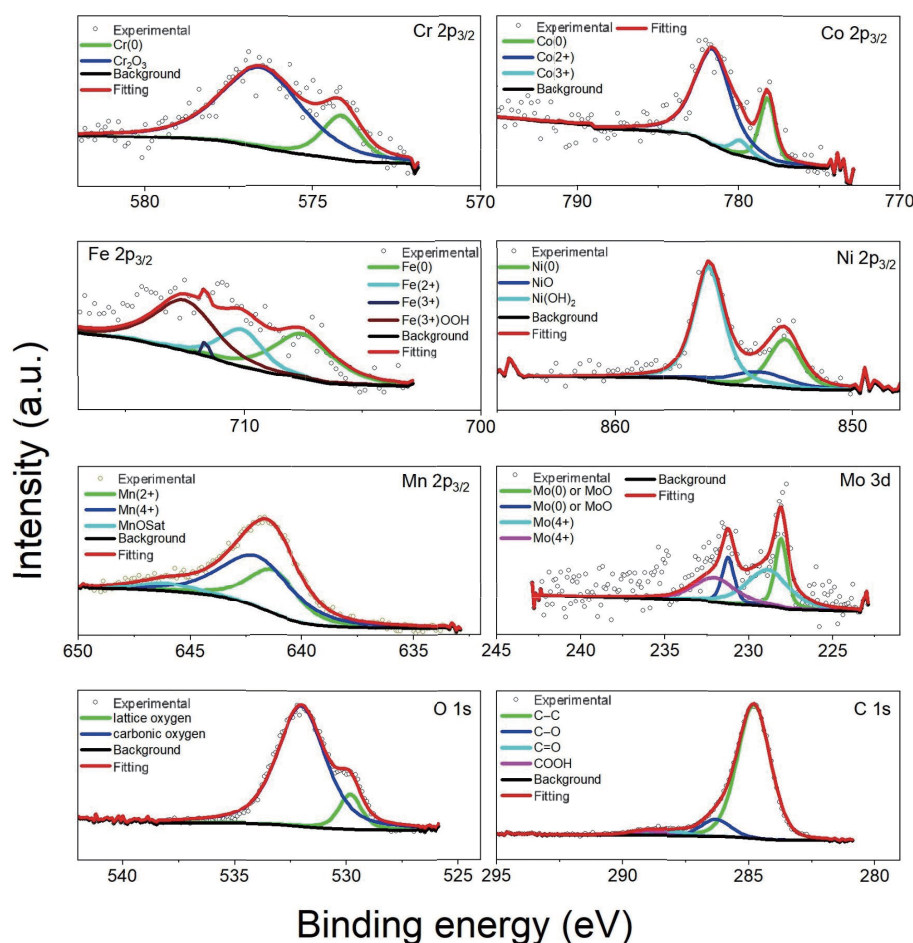 Experimental
Cr(0)
Cr₂O₃
Background
Fitting
Cr 2p₃/₂
580 575 570
Experimental Fitting
Co(0)
Co(2+)
Co(3+)
Background
Co 2p₃/₂
795 790 780 770
Fe 2p₃/₂
Experimental
Fe(0)
Fe(2+)
Fe(3+)
Fe(3+)OOH
Background
Fitting
710 700
Experimental
Ni(0)
NiO
Ni(OH)₂
Background
Fitting
Ni 2p₃/₂
860 850
Experimental
Mn(2+)
Mn(4+)
MnOSat
Background
Fitting
Mn 2p₃/₂
650 645 640 635
Experimental
Mo(0) or MoO
Mo(0) or MoO
Mo(4+)
Mo(4+)
Background
Fitting
Mo 3d
245 240 235 230 225
Experimental
lattice oxygen
carbonic oxygen
Background
Fitting
O 1s
540 535 530 525
Experimental
C–C
C–O
C=O
COOH
Background
Fitting
C 1s
295 290 285 280
Intensity (a.u.)
Binding energy (eV)